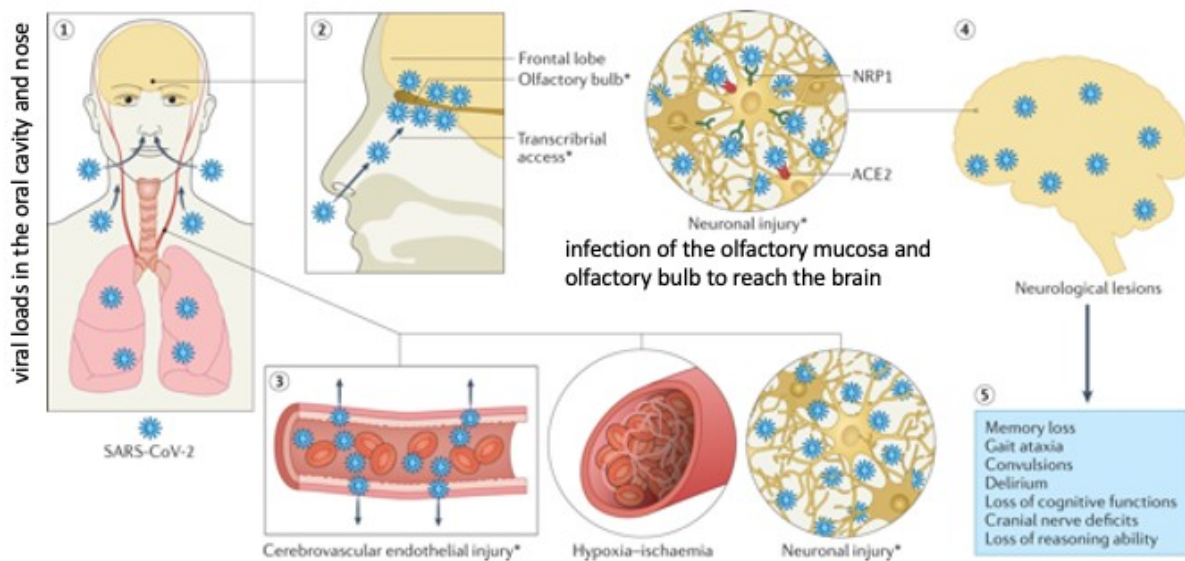 viral loads in the oral cavity and nose
1
SARS-CoV-2
2
Frontal lobe
Olfactory bulb*
Transcribrial
access*
NRP1
ACE2
Neuronal injury*
infection of the olfactory mucosa and
olfactory bulb to reach the brain
4
Neurological lesions
3
Cerebrovascular endothelial injury*
Hypoxia–ischaemia
Neuronal injury*
5
Memory loss
Gait ataxia
Convulsions
Delirium
Loss of cognitive functions
Cranial nerve deficits
Loss of reasoning ability